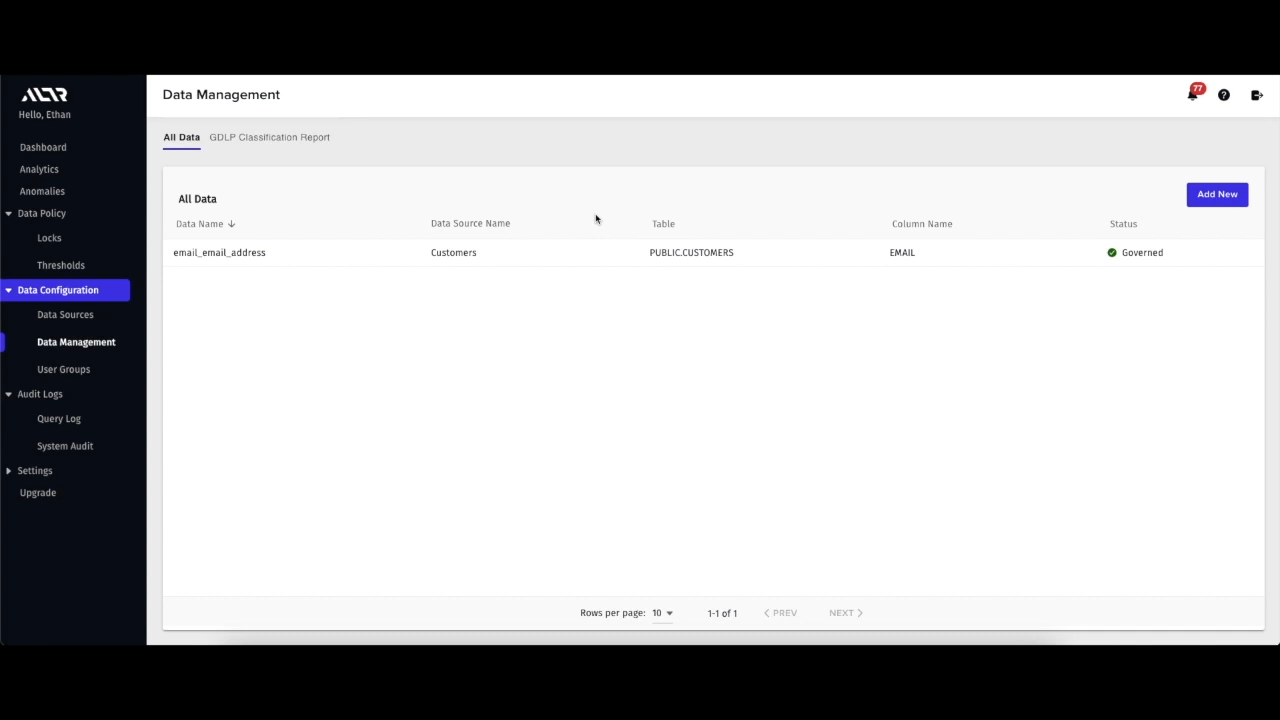 ALTR
Hello, Ethan
Dashboard
Analytics
Anomalies
Data Policy
Locks
Thresholds
Data Configuration
Data Sources
Data Management
User Groups
Audit Logs
Query Log
System Audit
Settings
Upgrade
Data Management
77
?
All Data GDLP Classification Report
All Data
Add New
Data Name Data Source Name Table Column Name Status
email_email_address Customers PUBLIC.CUSTOMERS EMAIL Governed
Rows per page: 10 1-1 of 1 PREV NEXT